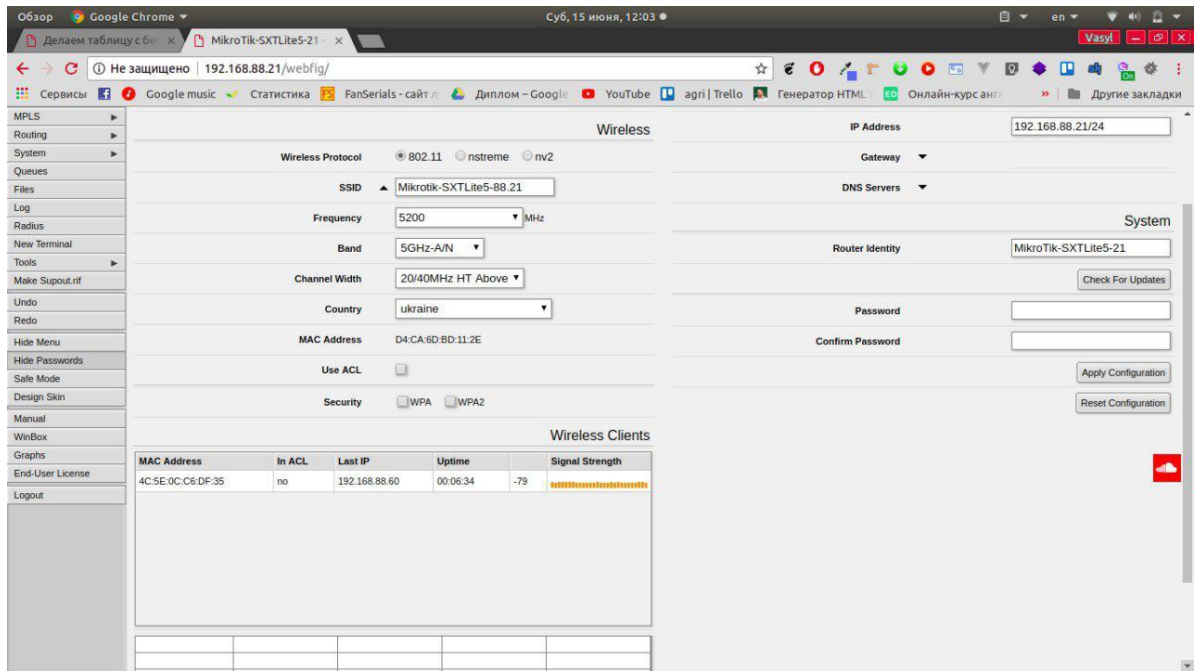 Обзор Google Chrome Суб, 15 июня, 12:03 en
Делаем таблицу с бес MikroTik-SXTLite5-21 - Vasyl
Не защищено 192.168.88.21/webfig/
Сервисы Google music Статистика FanSerials - сайт л Диплом – Google YouTube agri | Trello Генератор HTML Онлайн-курс анг » Другие закладки
MPLS
Routing
System
Queues
Files
Log
Radius
New Terminal
Tools
Make Supout.rif
Undo
Redo
Hide Menu
Hide Passwords
Safe Mode
Design Skin
Manual
WinBox
Graphs
End-User License
Logout
Wireless
Wireless Protocol 802.11 nstreme nv2
SSID Mikrotik-SXTLite5-88.21
Frequency 5200 MHz
Band 5GHz-A/N
Channel Width 20/40MHz HT Above
Country ukraine
MAC Address D4:CA:6D:BD:11:2E
Use ACL
Security WPA WPA2
Wireless Clients
MAC Address In ACL Last IP Uptime Signal Strength
4C:5E:0C:C6:DF:35 no 192.168.88.60 00:06:34 -79
IP Address 192.168.88.21/24
Gateway
DNS Servers
System
Router Identity MikroTik-SXTLite5-21
Check For Updates
Password
Confirm Password
Apply Configuration
Reset Configuration